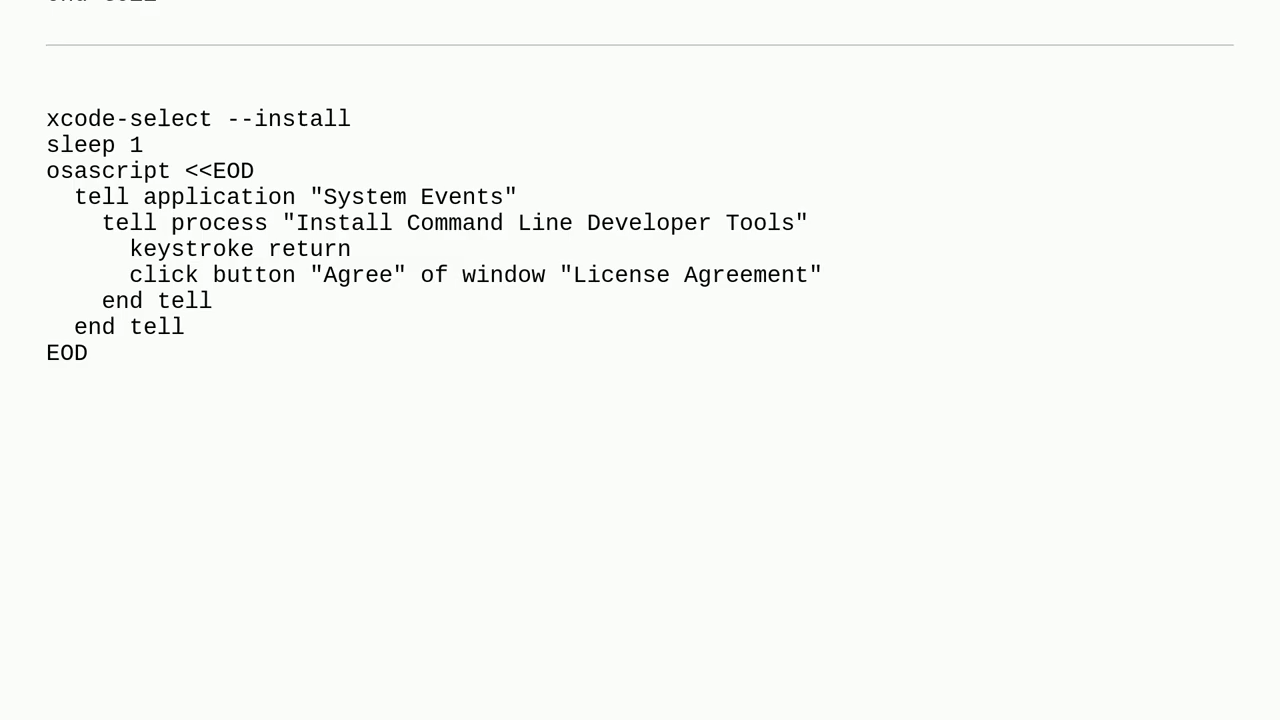 xcode-select --install
sleep 1
osascript <<EOD
  tell application "System Events"
    tell process "Install Command Line Developer Tools"
      keystroke return
      click button "Agree" of window "License Agreement"
    end tell
  end tell
EOD